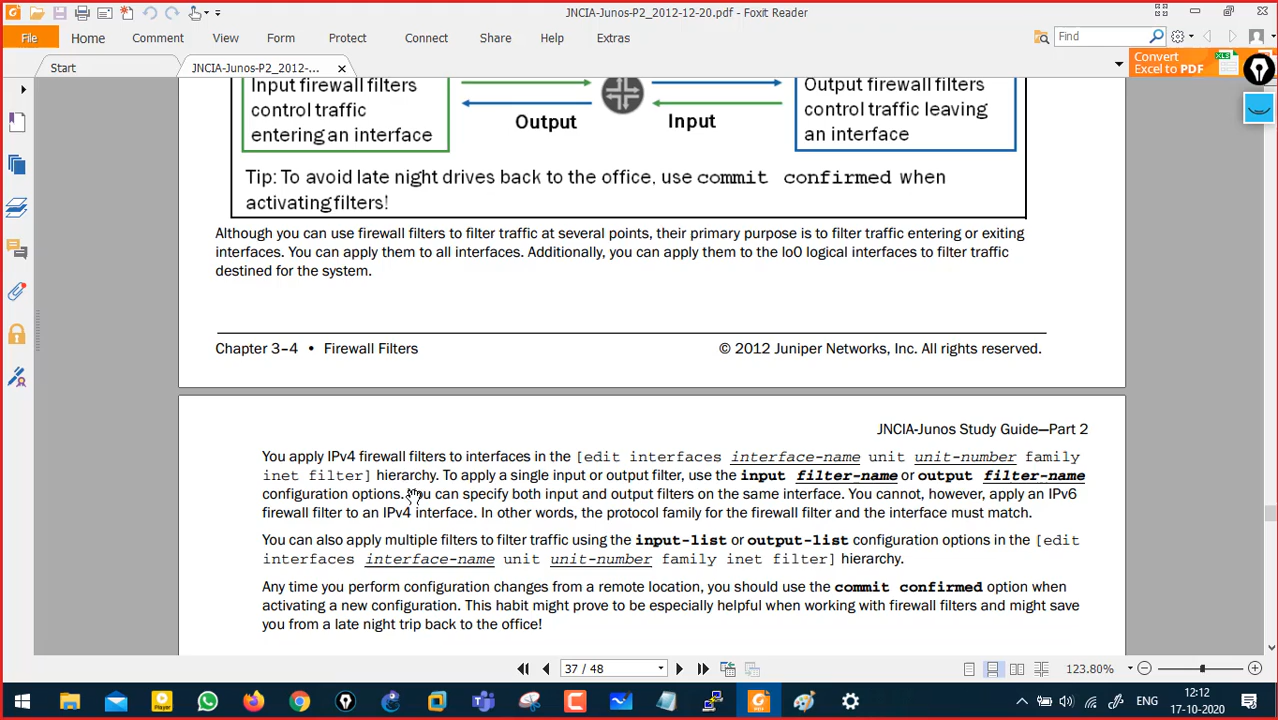 JNCIA-Junos-P2_2012-12-20.pdf - Foxit Reader
File Home Comment View Form Protect Connect Share Help Extras
Find
Start
JNCIA-Junos-P2_2012-12-...
Convert
Excel to PDF
XLS
Input firewall filters
control traffic
entering an interface
Output
Input
Output firewall filters
control traffic leaving
an interface
Tip: To avoid late night drives back to the office, use commit confirmed when
activating filters!
Although you can use firewall filters to filter traffic at several points, their primary purpose is to filter traffic entering or exiting
interfaces. You can apply them to all interfaces. Additionally, you can apply them to the lo0 logical interfaces to filter traffic
destined for the system.
Chapter 3–4 • Firewall Filters
© 2012 Juniper Networks, Inc. All rights reserved.
JNCIA-Junos Study Guide—Part 2
You apply IPv4 firewall filters to interfaces in the [edit interfaces interface-name unit unit-number family
inet filter] hierarchy. To apply a single input or output filter, use the input filter-name or output filter-name
configuration options. You can specify both input and output filters on the same interface. You cannot, however, apply an IPv6
firewall filter to an IPv4 interface. In other words, the protocol family for the firewall filter and the interface must match.
You can also apply multiple filters to filter traffic using the input-list or output-list configuration options in the [edit
interfaces interface-name unit unit-number family inet filter] hierarchy.
Any time you perform configuration changes from a remote location, you should use the commit confirmed option when
activating a new configuration. This habit might prove to be especially helpful when working with firewall filters and might save
you from a late night trip back to the office!
37 / 48
123.80%
ENG
12:12
17-10-2020